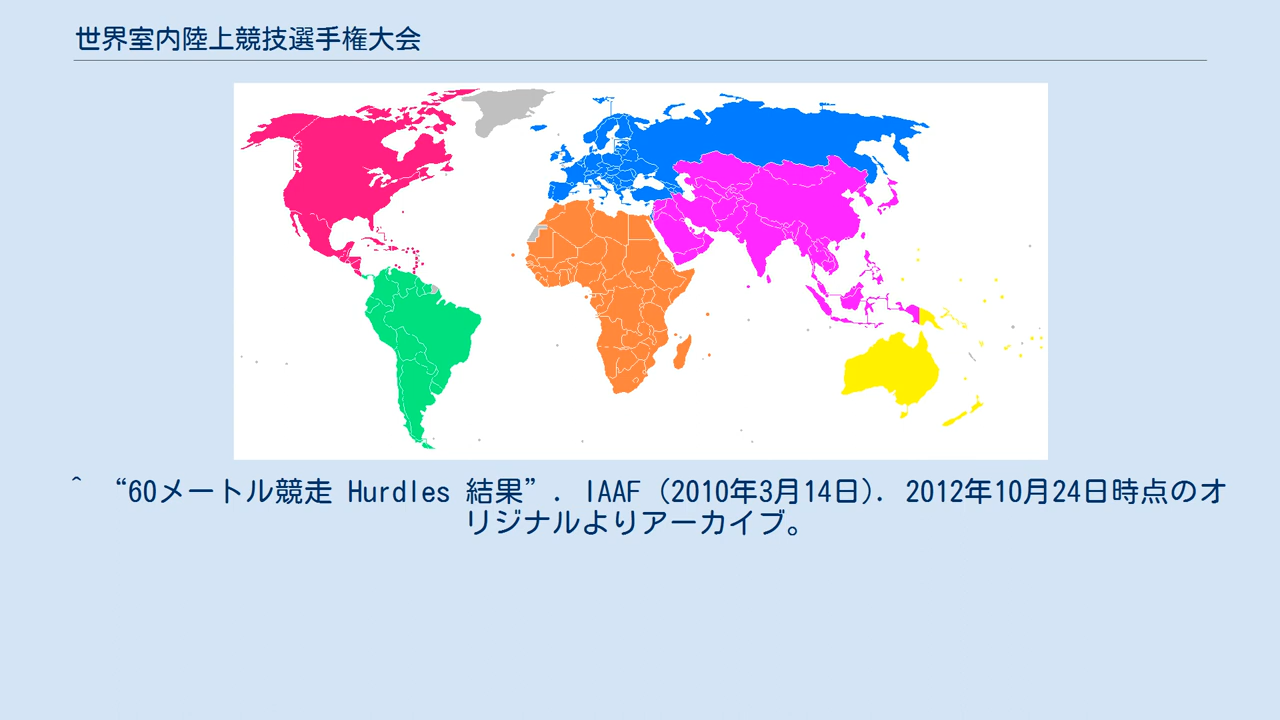 世界室内陸上競技選手権大会
^ “60メートル競走 Hurdles 結果”. IAAF (2010年3月14日). 2012年10月24日時点のオ
リジナルよりアーカイブ。